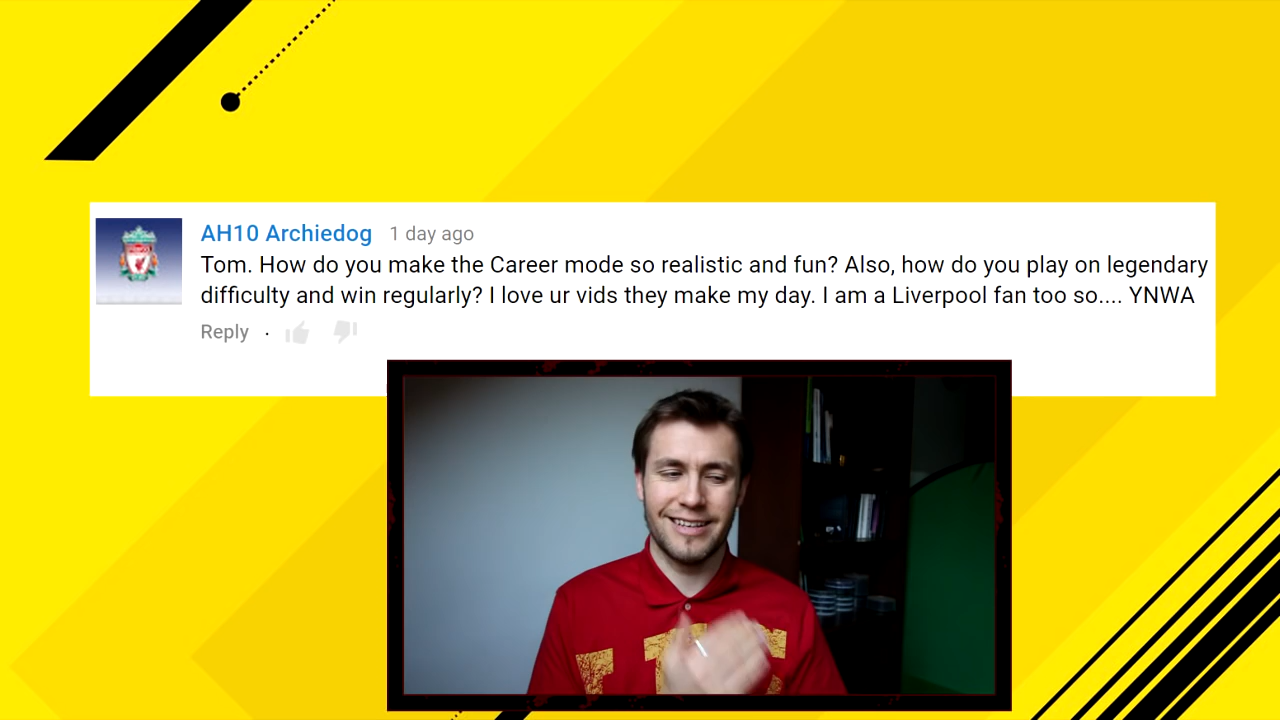 AH10 Archiedog 1 day ago
Tom. How do you make the Career mode so realistic and fun? Also, how do you play on legendary
difficulty and win regularly? I love ur vids they make my day. I am a Liverpool fan too so.... YNWA
Reply ·